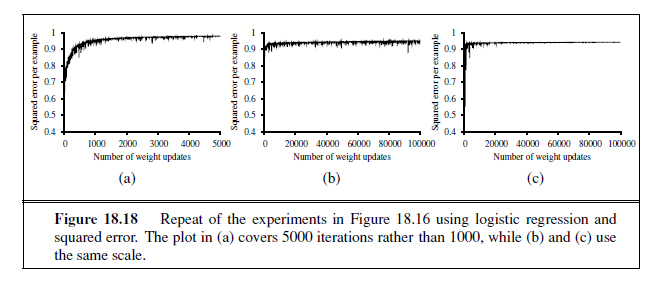 Squared error per example
1
0.9
0.8
0.7
0.6
0.5
0.4
0 1000 2000 3000 4000 5000
Number of weight updates
(a)
Squared error per example
1
0.9
0.8
0.7
0.6
0.5
0.4
0 20000 40000 60000 80000 100000
Number of weight updates
(b)
Squared error per example
1
0.9
0.8
0.7
0.6
0.5
0.4
0 20000 40000 60000 80000 100000
Number of weight updates
(c)
Figure 18.18 Repeat of the experiments in Figure 18.16 using logistic regression and
squared error. The plot in (a) covers 5000 iterations rather than 1000, while (b) and (c) use
the same scale.